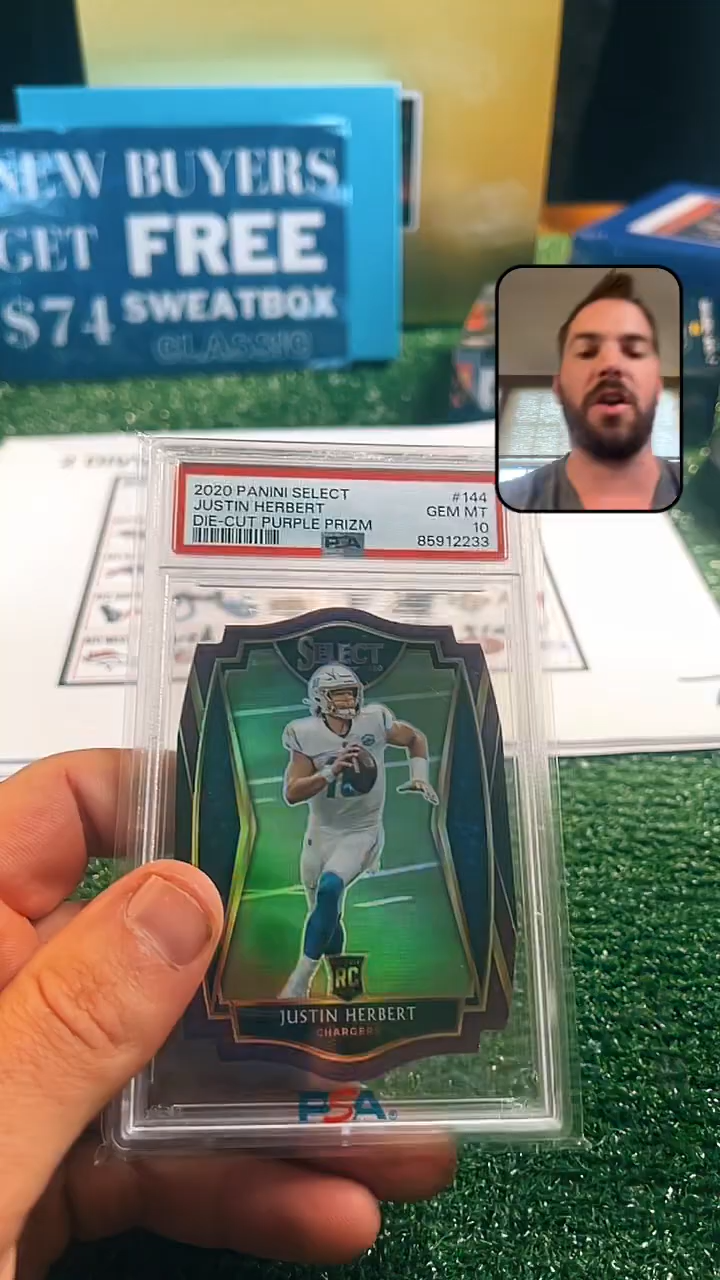 NEW BUYERS
GET FREE
$74 SWEATBOX
CLASSIC
2020 PANINI SELECT #144
JUSTIN HERBERT GEM MT
DIE-CUT PURPLE PRIZM 10
PSA 85912233
SELECT
RC
JUSTIN HERBERT
CHARGERS
PSA